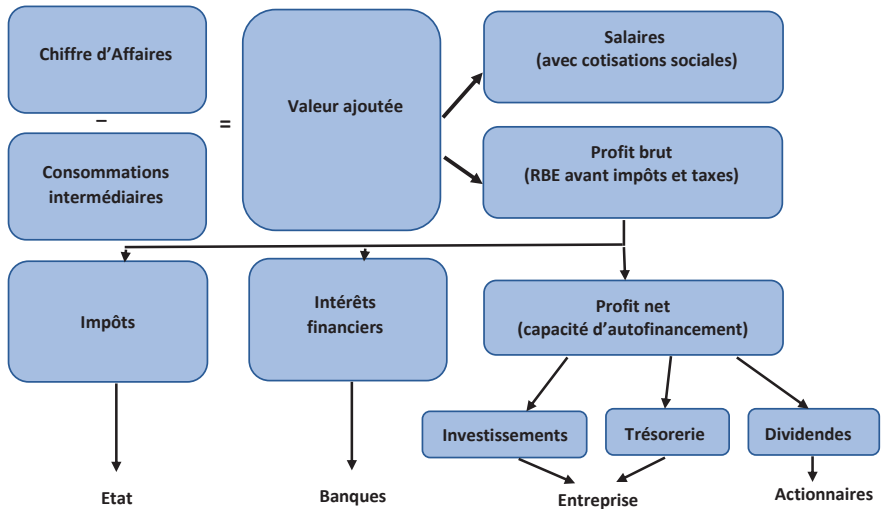 Chiffre d'Affaires
–
Consommations
intermédiaires
=
Valeur ajoutée
Salaires
(avec cotisations sociales)
Profit brut
(RBE avant impôts et taxes)
Impôts
Intérêts
financiers
Profit net
(capacité d'autofinancement)
Investissements
Trésorerie
Dividendes
Etat
Banques
Entreprise
Actionnaires